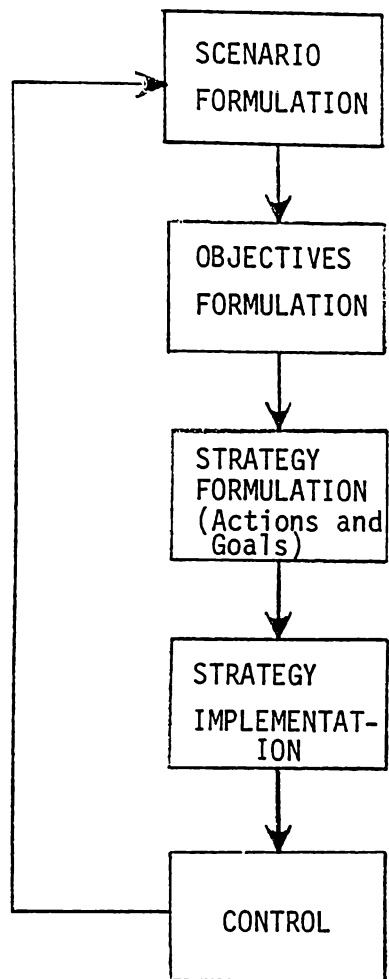 SCENARIO
FORMULATION
OBJECTIVES
FORMULATION
STRATEGY
FORMULATION
(Actions and
Goals)
STRATEGY
IMPLEMENTAT-
ION
CONTROL